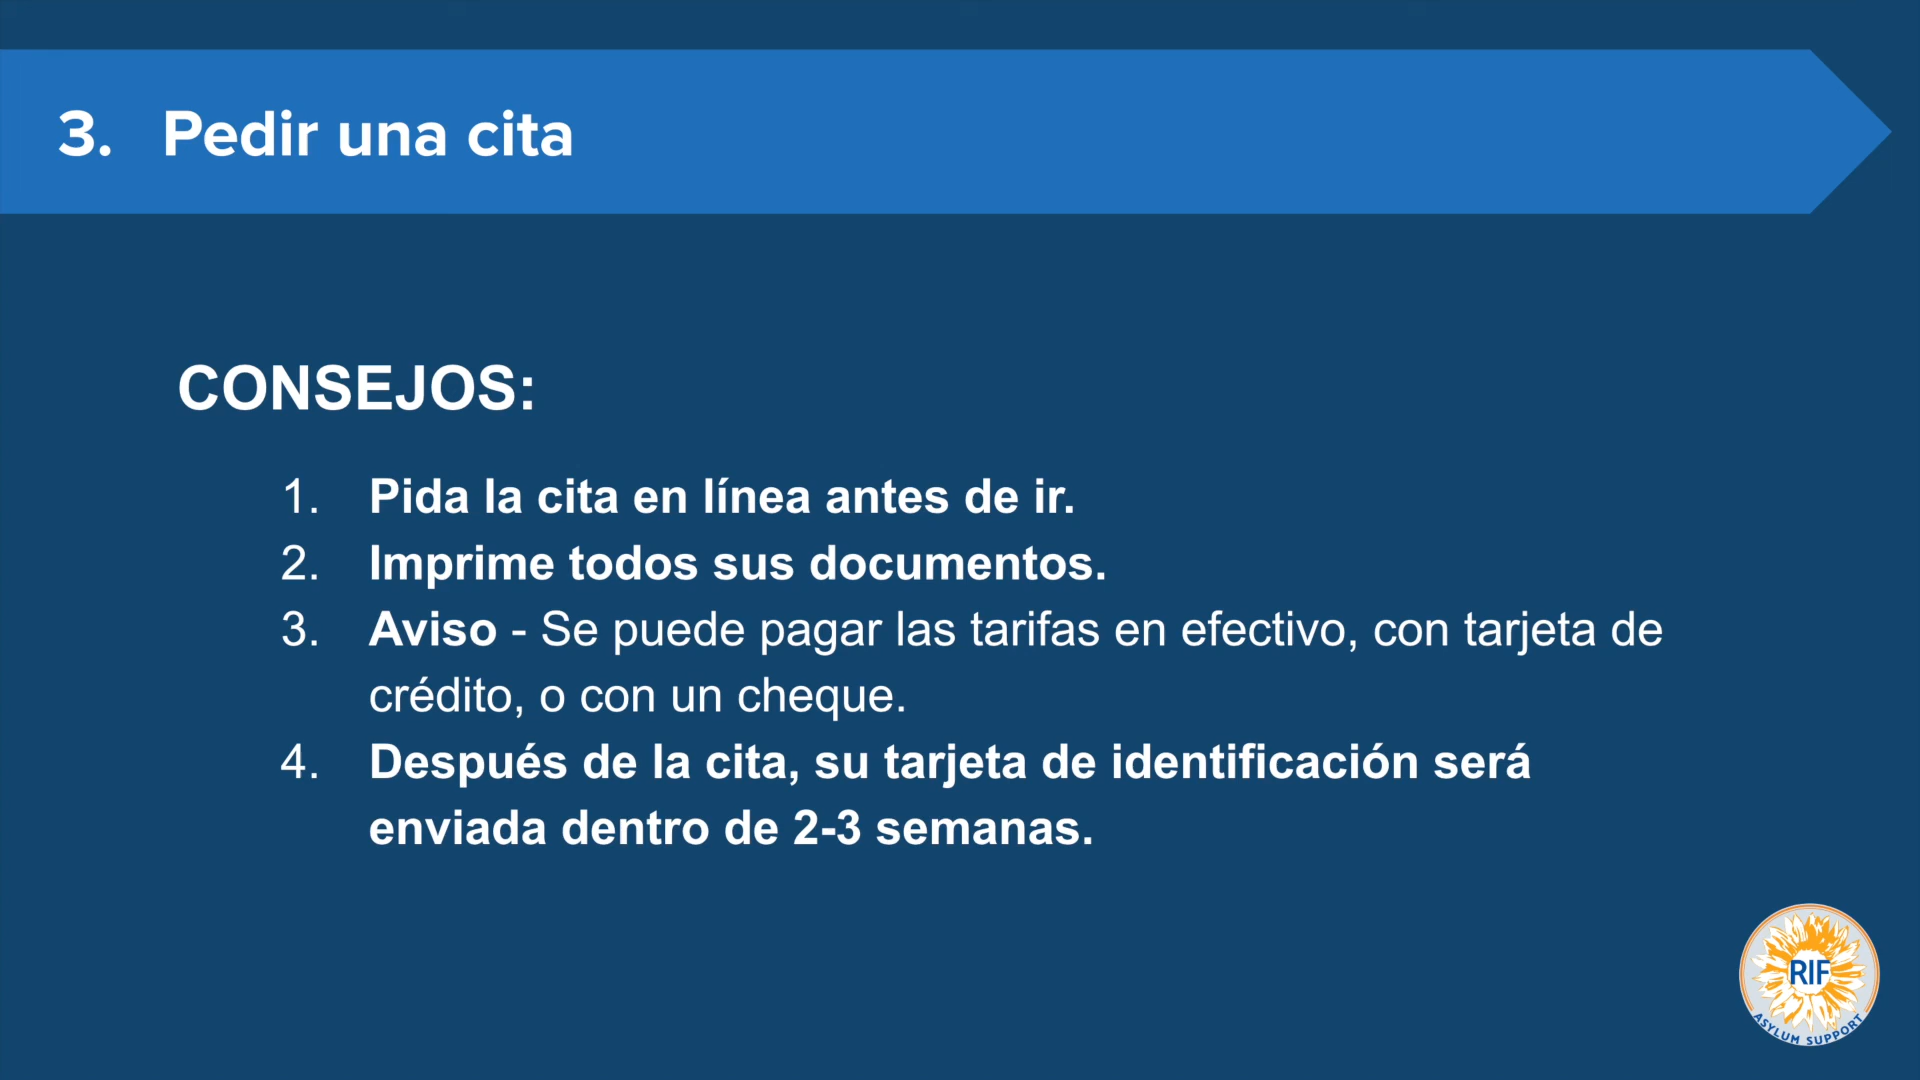 3. Pedir una cita
CONSEJOS:
1. Pida la cita en línea antes de ir.
2. Imprime todos sus documentos.
3. Aviso - Se puede pagar las tarifas en efectivo, con tarjeta de
crédito, o con un cheque.
4. Después de la cita, su tarjeta de identificación será
enviada dentro de 2-3 semanas.
RIF
ASYLUM SUPPORT